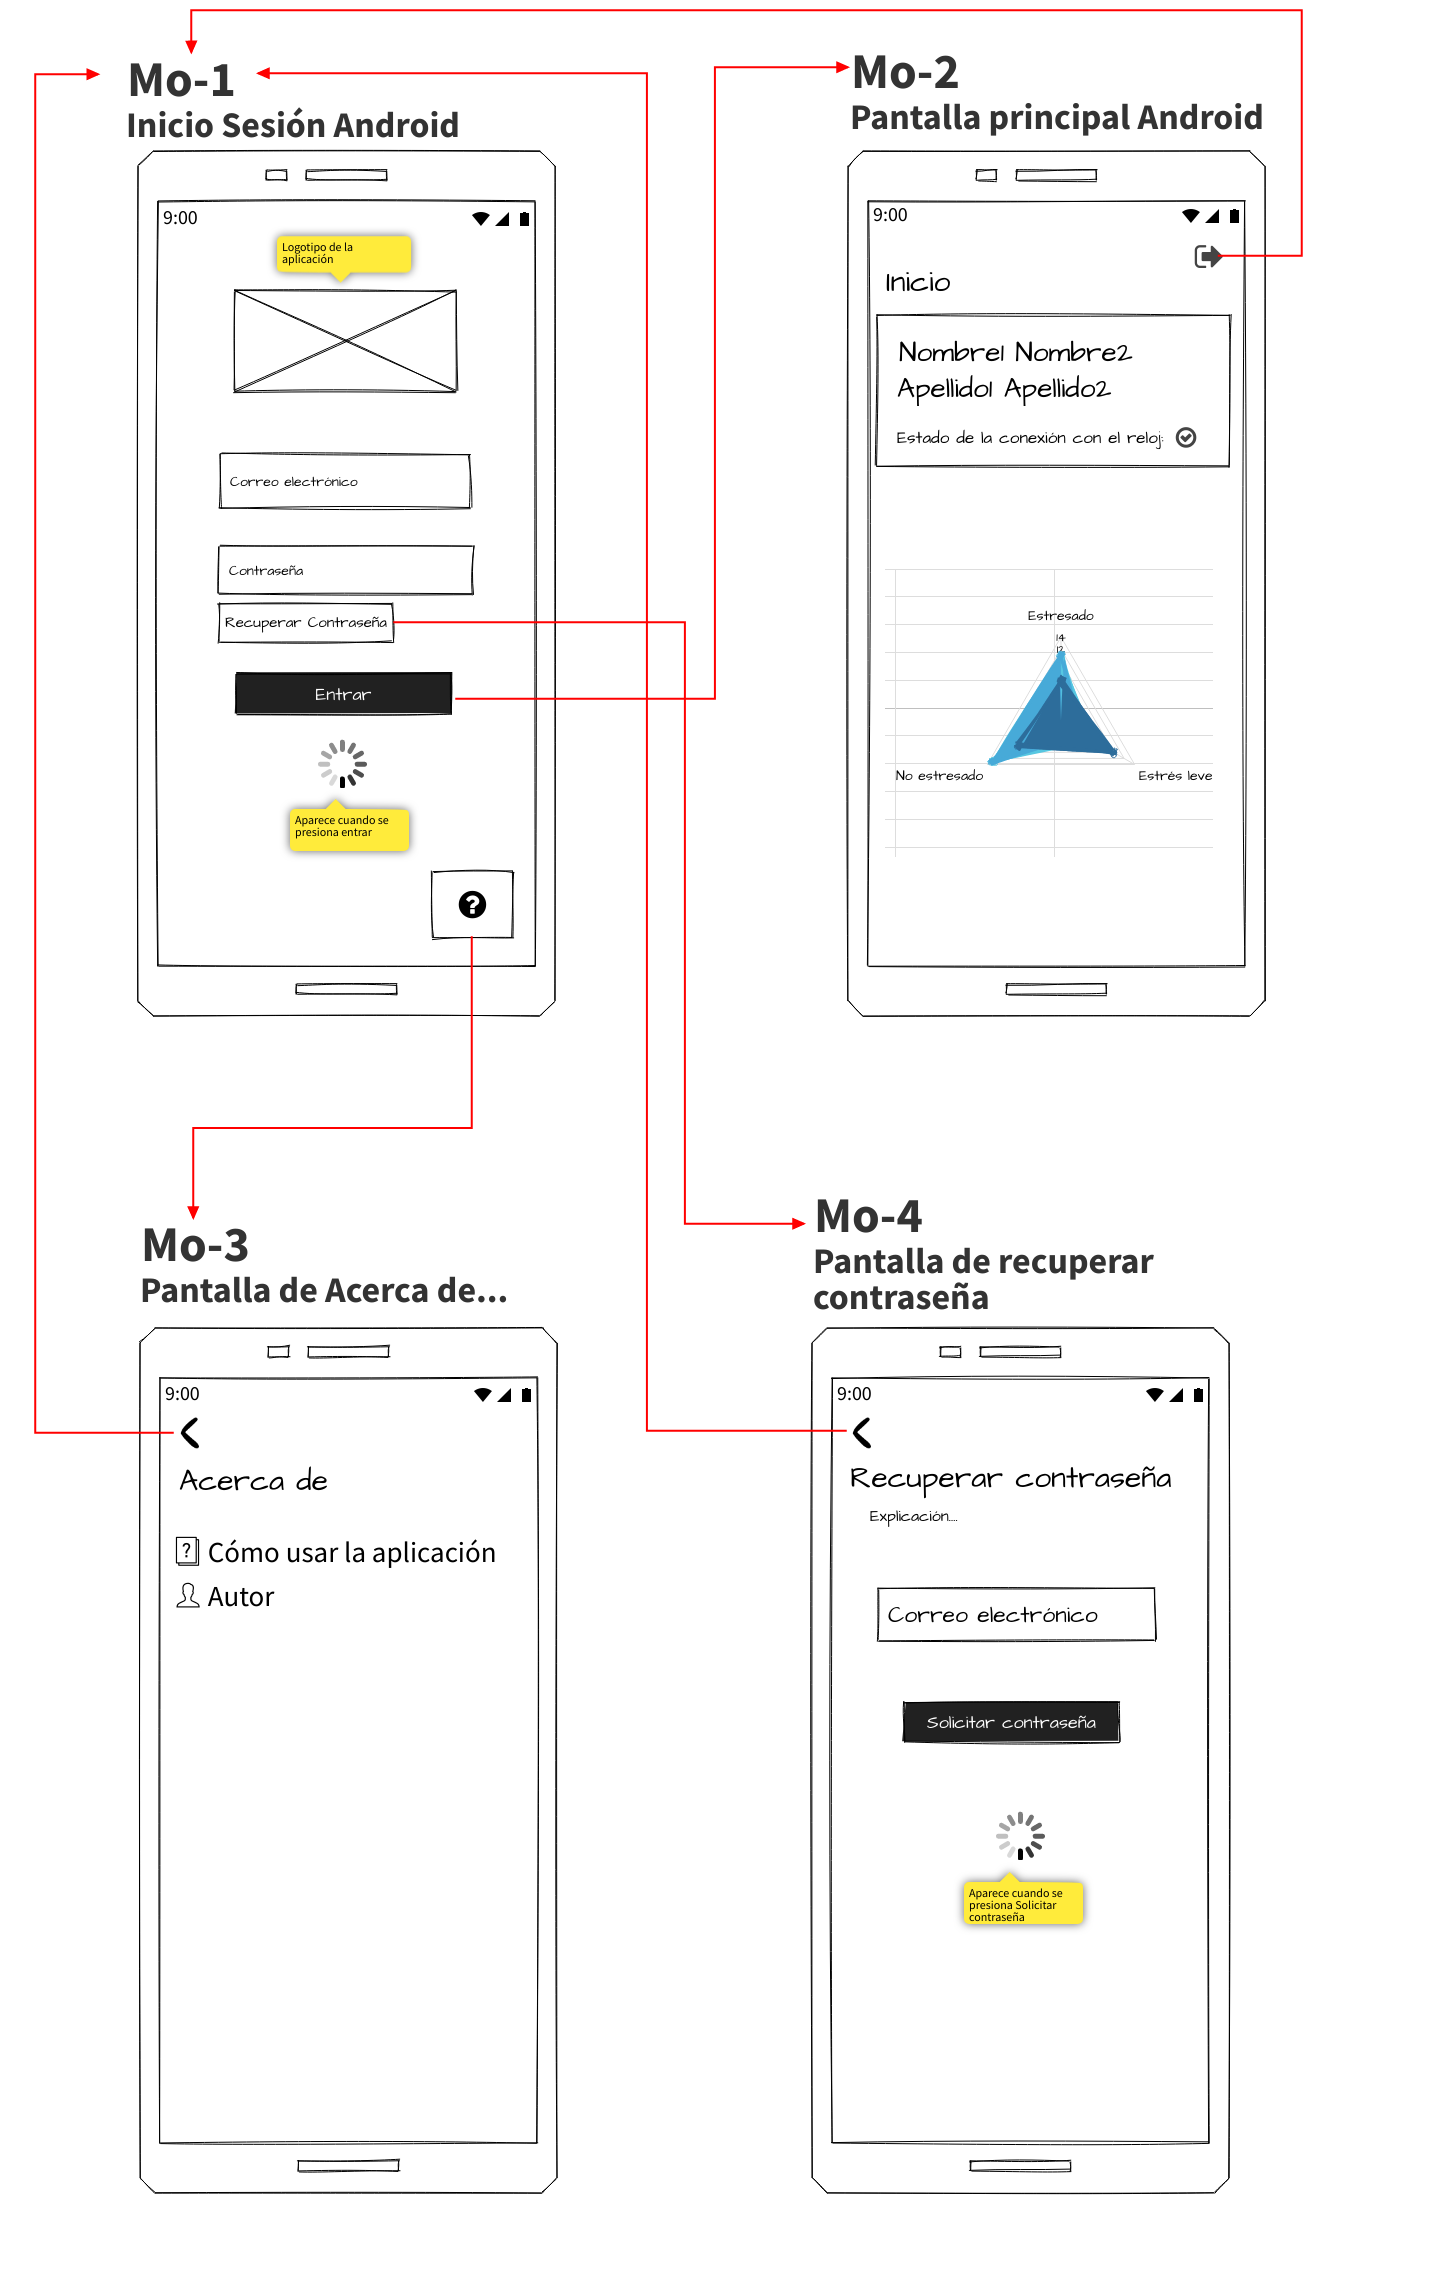 Mo-1
Inicio Sesión Android
9:00
Logotipo de la
aplicación
Correo electrónico
Contraseña
Recuperar Contraseña
Entrar
Aparece cuando se
presiona entrar
Mo-2
Pantalla principal Android
9:00
Inicio
Nombre1 Nombre2
Apellido1 Apellido2
Estado de la conexión con el reloj:
Estresado
14
12
No estresado
Estrés leve
Mo-3
Pantalla de Acerca de...
9:00
Acerca de
Cómo usar la aplicación
Autor
Mo-4
Pantalla de recuperar
contraseña
9:00
Recuperar contraseña
Explicación...
Correo electrónico
Solicitar contraseña
Aparece cuando se
presiona Solicitar
contraseña